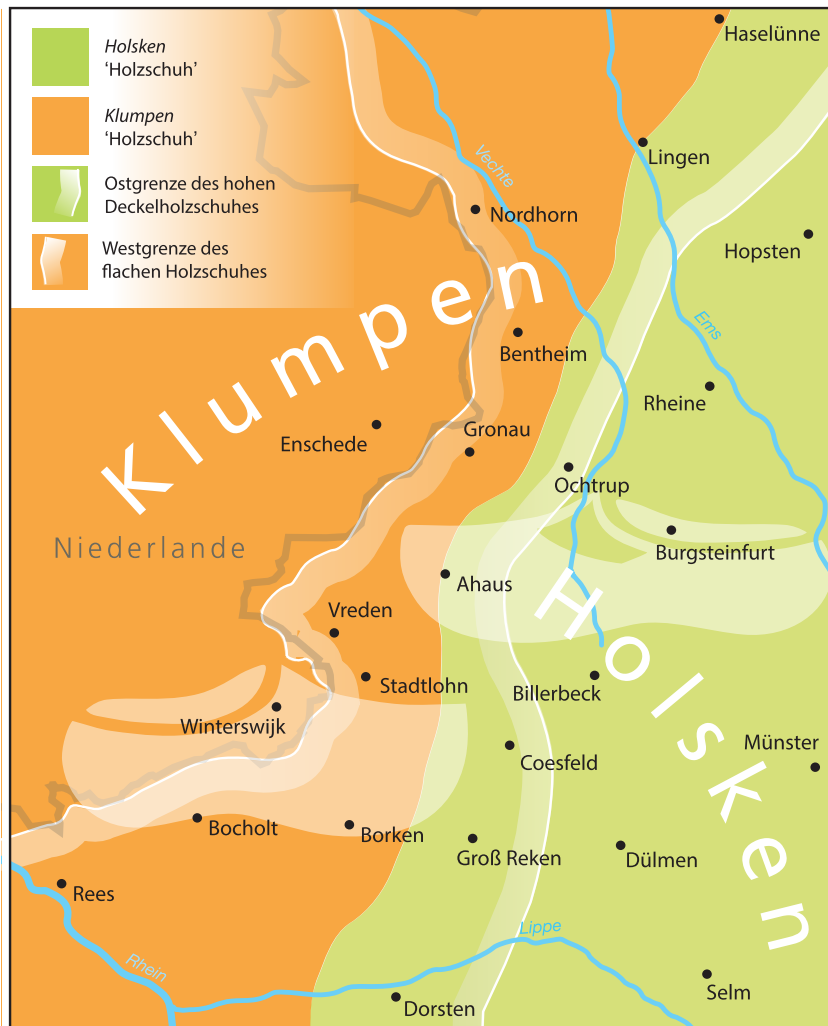 Holsken
‘Holzschuh’
Klumpen
‘Holzschuh’
Ostgrenze des hohen
Deckelholzschuhes
Westgrenze des
flachen Holzschuhes
Haselünne
Lingen
Vechte
Nordhorn
Hopsten
Klumpen
Ems
Bentheim
Rheine
Gronau
Enschede
Ochtrup
Niederlande
Burgsteinfurt
Ahaus
Holsken
Vreden
Stadtlohn
Billerbeck
Winterswijk
Münster
Coesfeld
Bocholt
Borken
Groß Reken
Dülmen
Rees
Lippe
Rhein
Selm
Dorsten